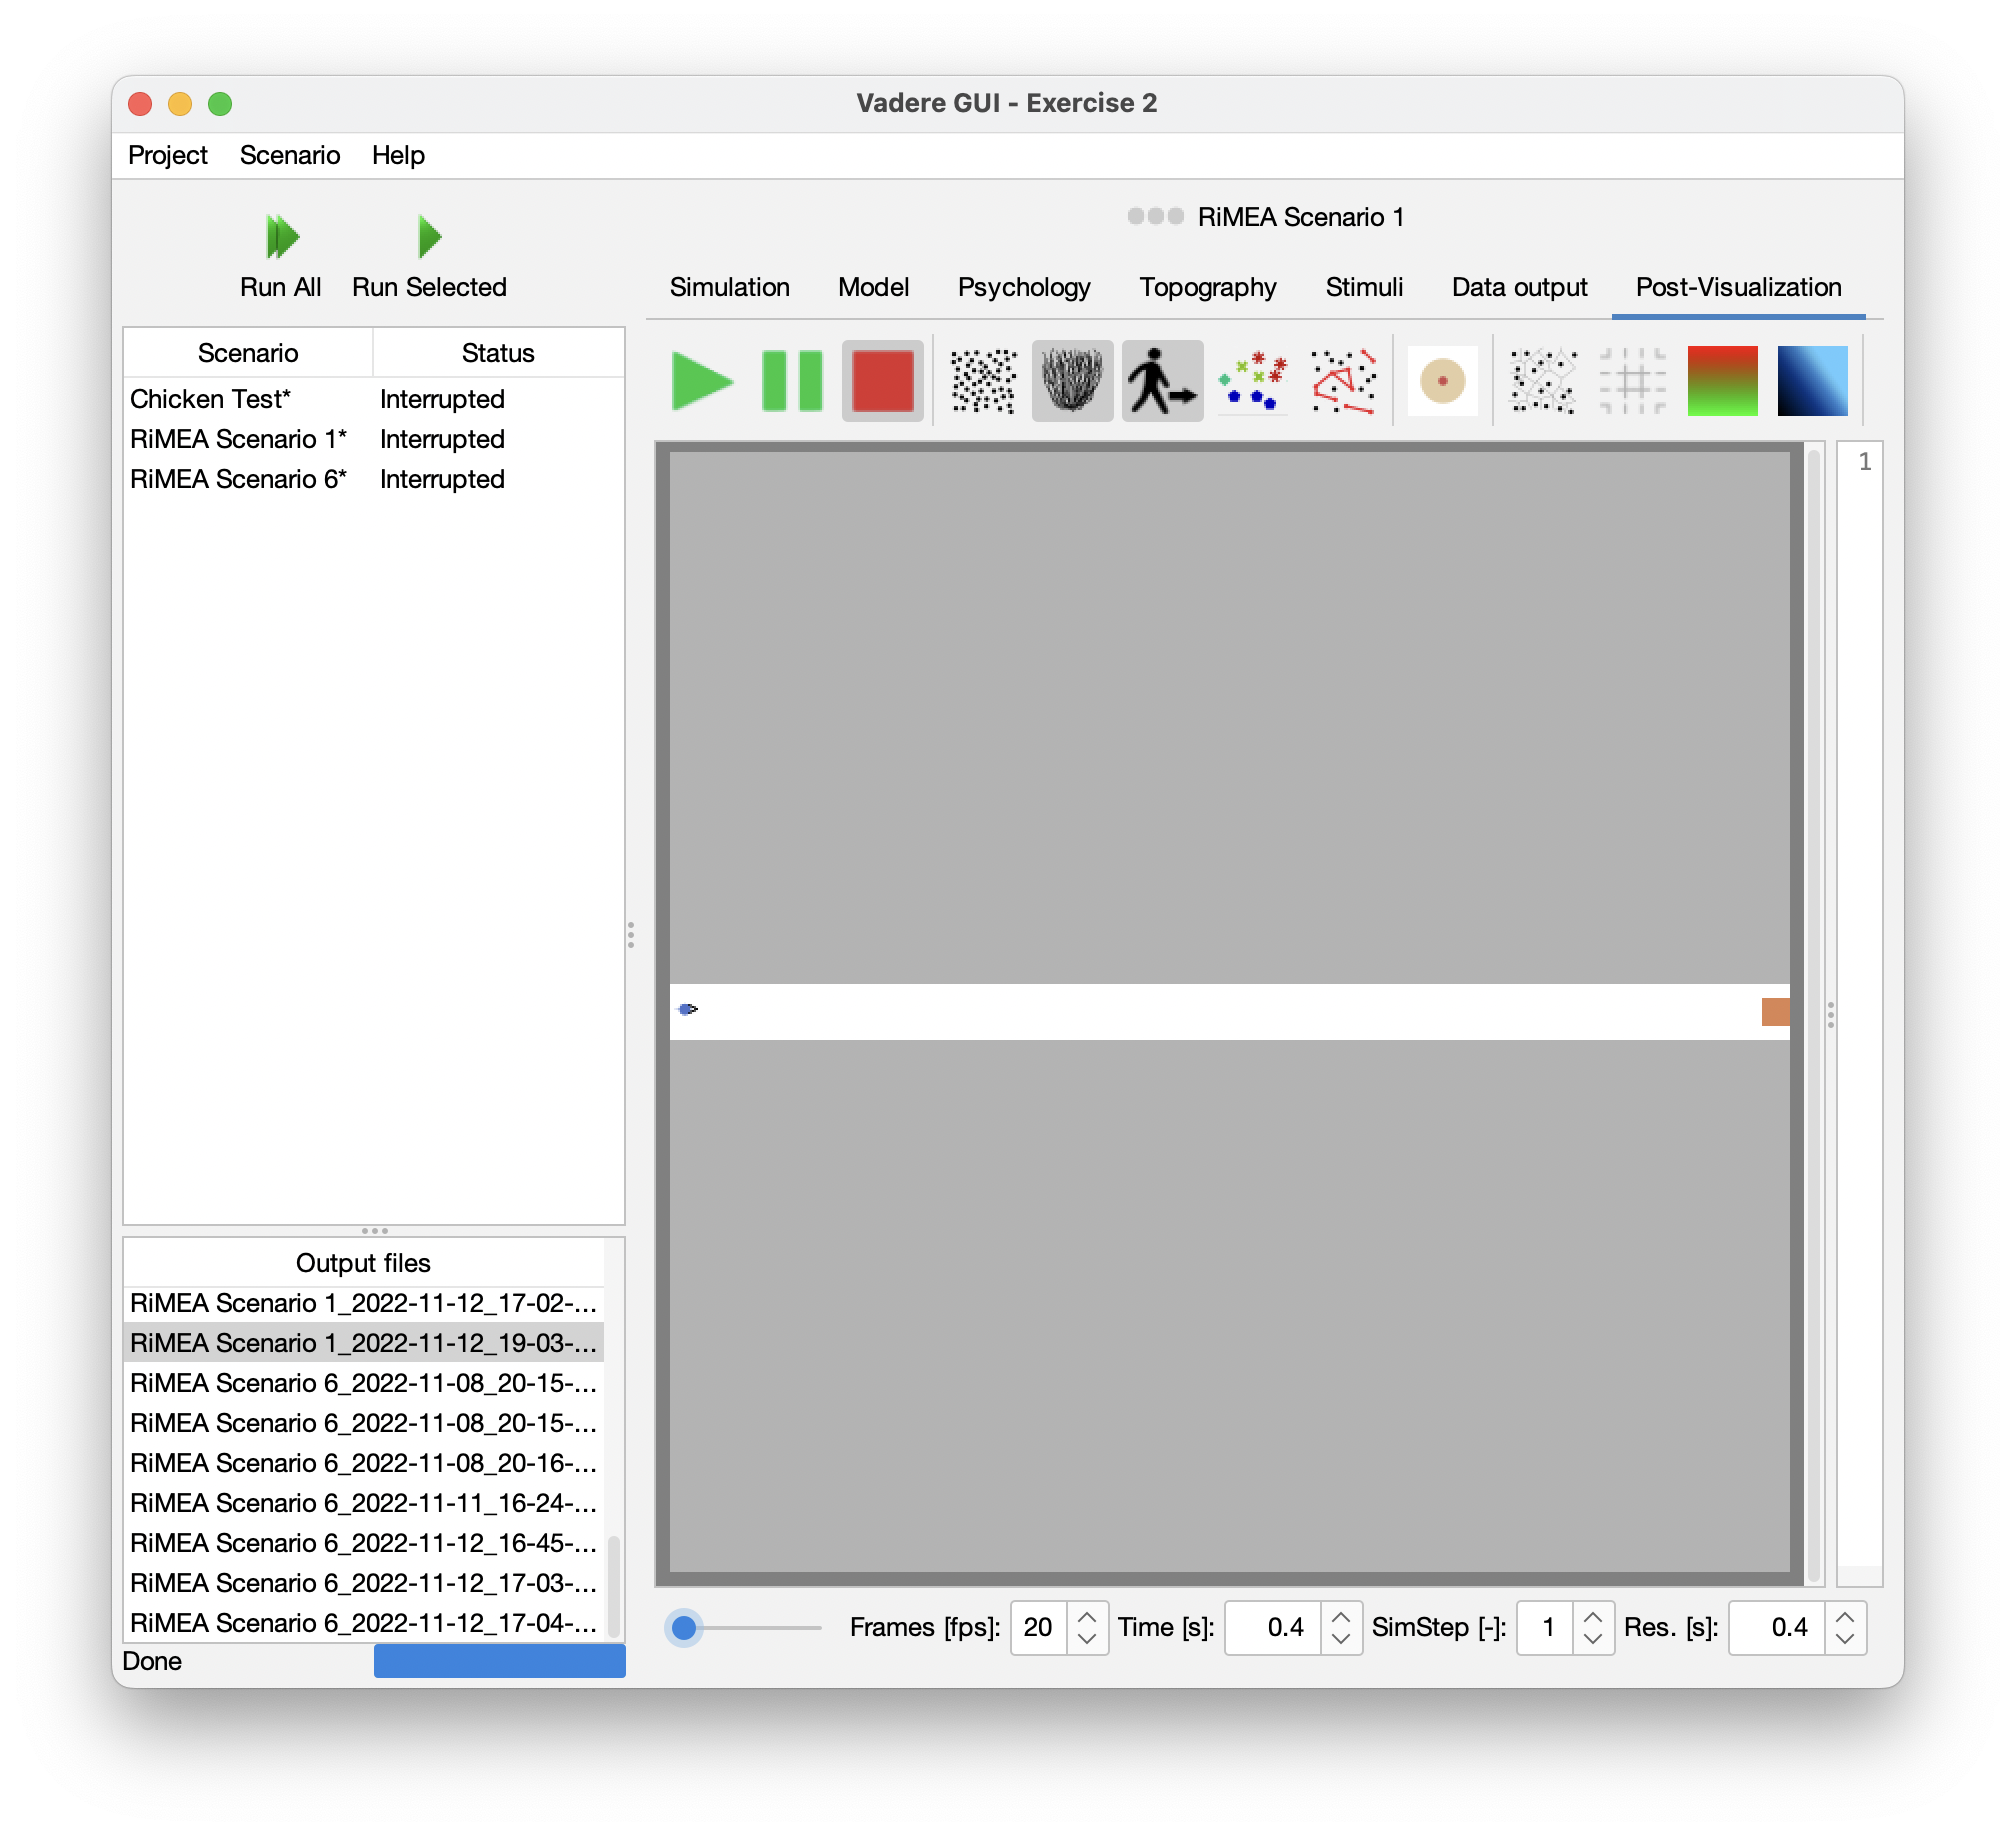 Vadere GUI - Exercise 2
Project Scenario Help
RiMEA Scenario 1
Run All Run Selected
Simulation Model Psychology Topography Stimuli Data output Post-Visualization
Scenario Status
Chicken Test* Interrupted
RiMEA Scenario 1* Interrupted
RiMEA Scenario 6* Interrupted
1
Output files
RiMEA Scenario 1_2022-11-12_17-02-...
RiMEA Scenario 1_2022-11-12_19-03-...
RiMEA Scenario 6_2022-11-08_20-15-...
RiMEA Scenario 6_2022-11-08_20-15-...
RiMEA Scenario 6_2022-11-08_20-16-...
RiMEA Scenario 6_2022-11-11_16-24-...
RiMEA Scenario 6_2022-11-12_16-45-...
RiMEA Scenario 6_2022-11-12_17-03-...
RiMEA Scenario 6_2022-11-12_17-04-...
Done
Frames [fps]: 20 Time [s]: 0.4 SimStep [-]: 1 Res. [s]: 0.4